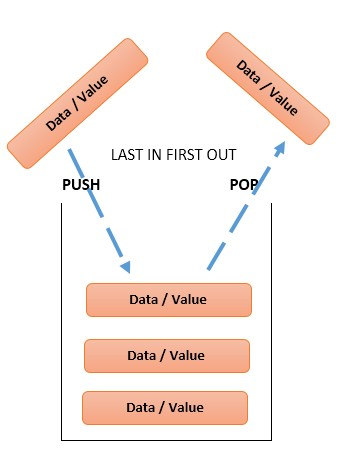 Data / Value
Data / Value
LAST IN FIRST OUT
PUSH
POP
Data / Value
Data / Value
Data / Value